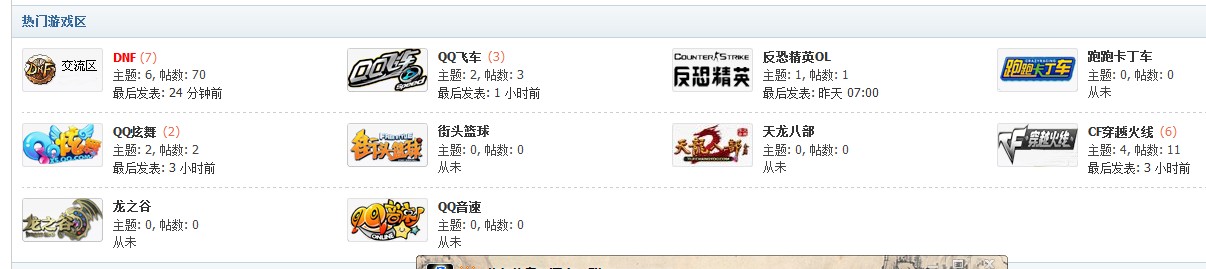 热门游戏区
DNF 交流区
DNF (7)
主题: 6, 帖数: 70
最后发表: 24 分钟前
QQ飞车 Speed
QQ飞车 (3)
主题: 2, 帖数: 3
最后发表: 1 小时前
COUNTER STRIKE
反恐精英
反恐精英OL
主题: 1, 帖数: 1
最后发表: 昨天 07:00
跑跑卡丁车
跑跑卡丁车
主题: 0, 帖数: 0
从未
QQ炫舞
QQ炫舞 (2)
主题: 2, 帖数: 2
最后发表: 3 小时前
FREESTYLE
街头篮球
街头篮球
主题: 0, 帖数: 0
从未
天龙八部
天龙八部
主题: 0, 帖数: 0
从未
CF 穿越火线
CF穿越火线 (6)
主题: 4, 帖数: 11
最后发表: 3 小时前
龙之谷
龙之谷
主题: 0, 帖数: 0
从未
QQ音速
ONLINE
QQ音速
主题: 0, 帖数: 0
从未